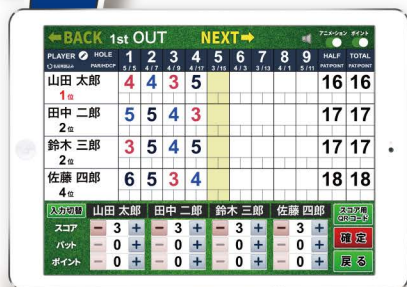 BACK 1st OUT NEXT アニメーション ポイント
PLAYER HOLE 1 2 3 4 5 6 7 8 9 HALF TOTAL
PAR/HDCP 5 / 5 4 / 7 4 / 9 4 / 17 3 / 15 4 / 3 3 / 13 4 / 1 5 / 11 PAT/POINT PAT/POINT
山田 太郎 4 4 3 5 16 16
1位
田中 二郎 5 5 4 3 17 17
2位
鈴木 三郎 3 5 4 5 17 17
2位
佐藤 四郎 6 5 3 4 18 18
4位
入力切替 山田 太郎 田中 二郎 鈴木 三郎 佐藤 四郎 スコア用QRコード
スコア - 3 + - 3 + - 3 + - 3 + 確定
パット - 0 + - 0 + - 0 + - 0 +
ポイント - 0 + - 0 + - 0 + - 0 + 戻る